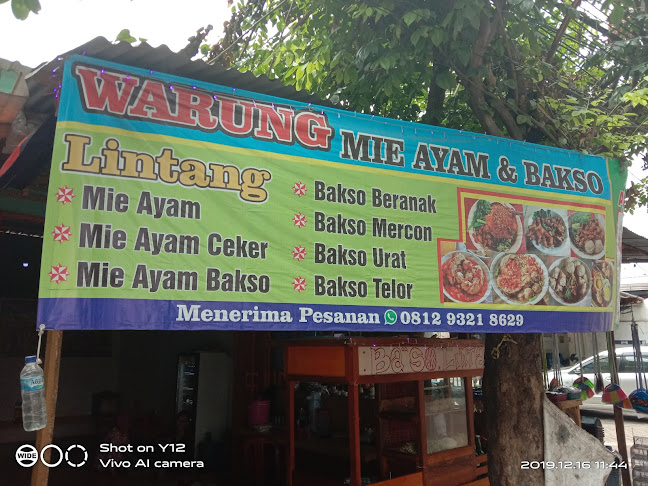 WARUNG MIE AYAM & BAKSO
Lintang
Mie Ayam
Mie Ayam Ceker
Mie Ayam Bakso
Bakso Beranak
Bakso Mercon
Bakso Urat
Bakso Telor
Menerima Pesanan 0812 9321 8629
WIDE
Shot on Y12
Vivo AI camera
2019.12.16 11:44